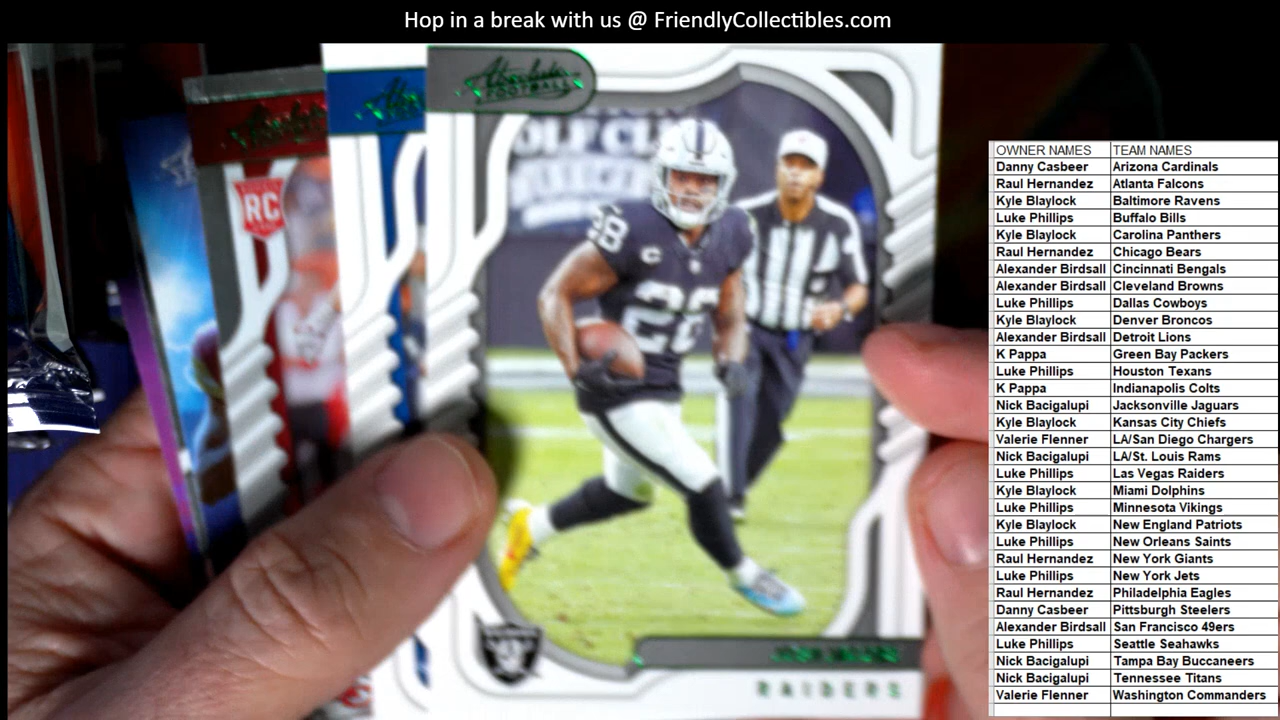 Hop in a break with us @ FriendlyCollectibles.com
Absolute
FOOTBALL
RC
28
C
28
RAIDERS
OWNER NAMES TEAM NAMES
Danny Casbeer Arizona Cardinals
Raul Hernandez Atlanta Falcons
Kyle Blaylock Baltimore Ravens
Luke Phillips Buffalo Bills
Kyle Blaylock Carolina Panthers
Raul Hernandez Chicago Bears
Alexander Birdsall Cincinnati Bengals
Alexander Birdsall Cleveland Browns
Luke Phillips Dallas Cowboys
Kyle Blaylock Denver Broncos
Alexander Birdsall Detroit Lions
K Pappa Green Bay Packers
Luke Phillips Houston Texans
K Pappa Indianapolis Colts
Nick Bacigalupi Jacksonville Jaguars
Kyle Blaylock Kansas City Chiefs
Valerie Flenner LA/San Diego Chargers
Nick Bacigalupi LA/St. Louis Rams
Luke Phillips Las Vegas Raiders
Kyle Blaylock Miami Dolphins
Luke Phillips Minnesota Vikings
Kyle Blaylock New England Patriots
Luke Phillips New Orleans Saints
Raul Hernandez New York Giants
Luke Phillips New York Jets
Raul Hernandez Philadelphia Eagles
Danny Casbeer Pittsburgh Steelers
Alexander Birdsall San Francisco 49ers
Luke Phillips Seattle Seahawks
Nick Bacigalupi Tampa Bay Buccaneers
Nick Bacigalupi Tennessee Titans
Valerie Flenner Washington Commanders